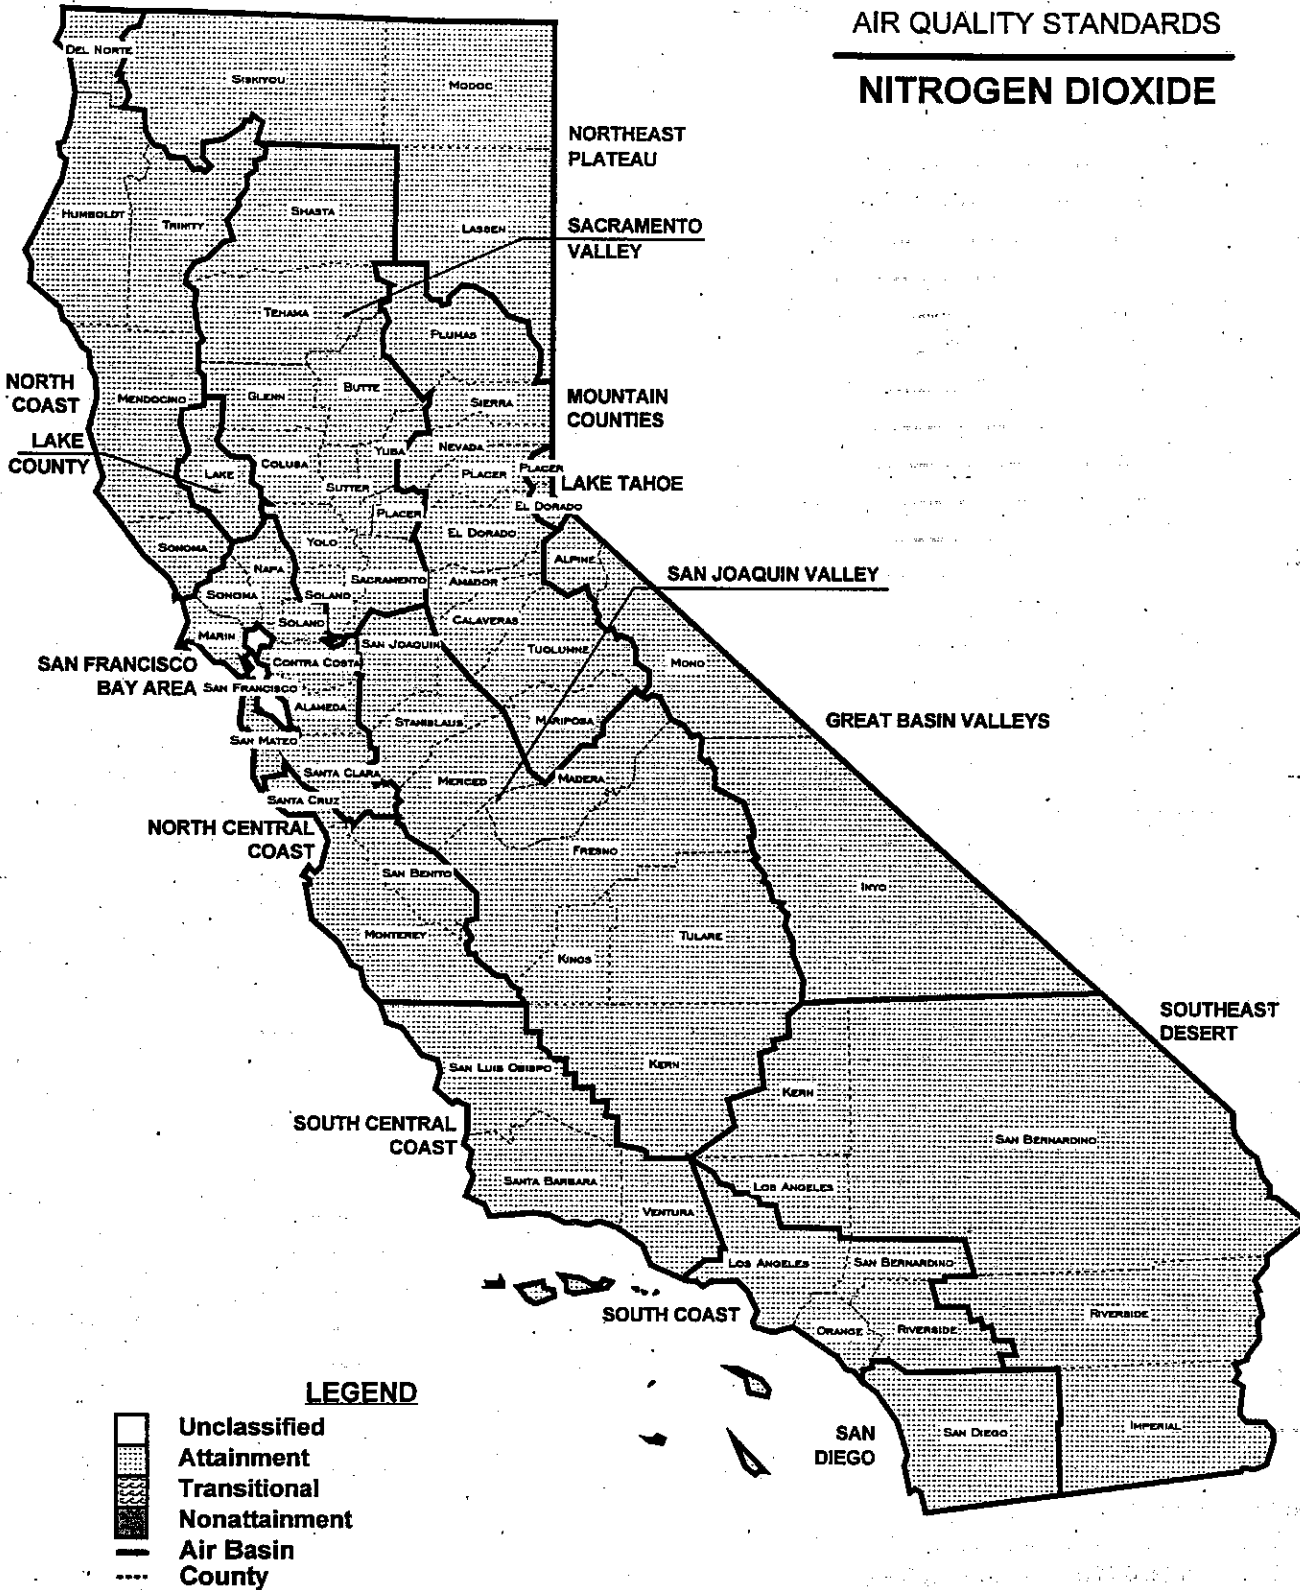 AIR QUALITY STANDARDS
NITROGEN DIOXIDE
DEL NORTE
SISKIYOU
MODOC
NORTHEAST
PLATEAU
HUMBOLDT
TRINITY
SHASTA
LASSEN
SACRAMENTO
VALLEY
TEHAMA
PLUMAS
NORTH
COAST
MENDOCINO
GLENN
BUTTE
SIERRA
MOUNTAIN
COUNTIES
LAKE
COUNTY
LAKE
COLUSA
YUBA
NEVADA
PLACER
PLACER
LAKE TAHOE
SUTTER
PLACER
EL DORADO
EL DORADO
SONOMA
YOLO
NAPA
ALPINE
SACRAMENTO
AMADOR
SAN JOAQUIN VALLEY
SONOMA
SOLANO
SOLANO
CALAVERAS
MARIN
SAN JOAQUIN
TUOLUMNE
MONO
SAN FRANCISCO
BAY AREA
CONTRA COSTA
SAN FRANCISCO
ALAMEDA
STANISLAUS
MARIPOSA
GREAT BASIN VALLEYS
SAN MATEO
SANTA CLARA
MERCED
MADERA
SANTA CRUZ
NORTH CENTRAL
COAST
FRESNO
SAN BENITO
INYO
MONTEREY
TULARE
KINGS
SOUTHEAST
DESERT
SAN LUIS OBISPO
KERN
KERN
SOUTH CENTRAL
COAST
SAN BERNARDINO
SANTA BARBARA
LOS ANGELES
VENTURA
LOS ANGELES
SAN BERNARDINO
SOUTH COAST
ORANGE
RIVERSIDE
RIVERSIDE
SAN
DIEGO
SAN DIEGO
IMPERIAL
LEGEND
Unclassified
Attainment
Transitional
Nonattainment
Air Basin
County